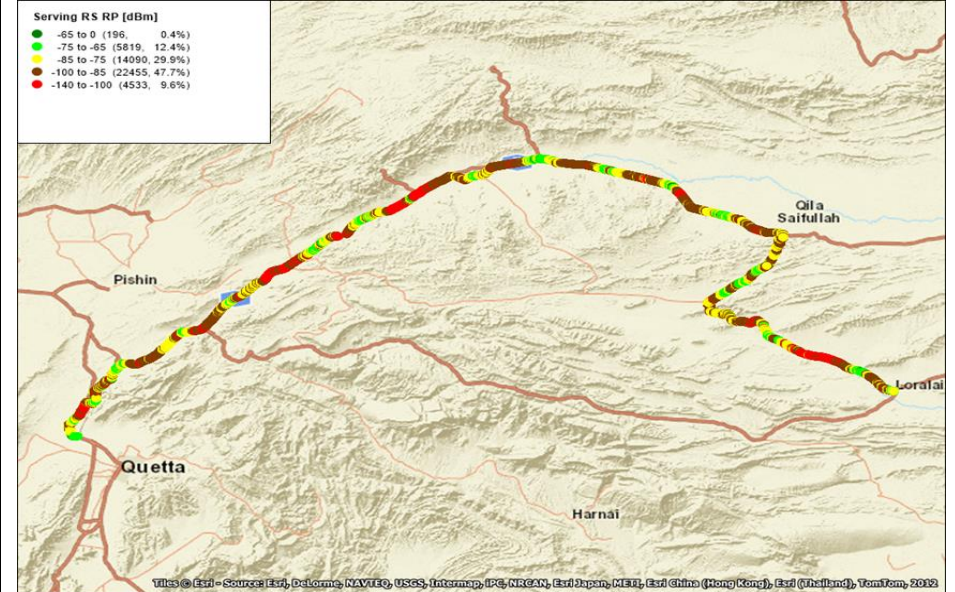 Serving RS RP [dBm]
-65 to 0 (196, 0.4%)
-75 to -65 (5819, 12.4%)
-85 to -75 (14090, 29.9%)
-100 to -85 (22455, 47.7%)
-140 to -100 (4533, 9.6%)
Qila
Saifullah
Pishin
Loralai
Quetta
Harnai
Tiles © Esri - Source: Esri, DeLorme, NAVTEQ, USGS, Intermap, iPC, NRCAN, Esri Japan, METI, Esri China (Hong Kong), Esri (Thailand), TomTom, 2012